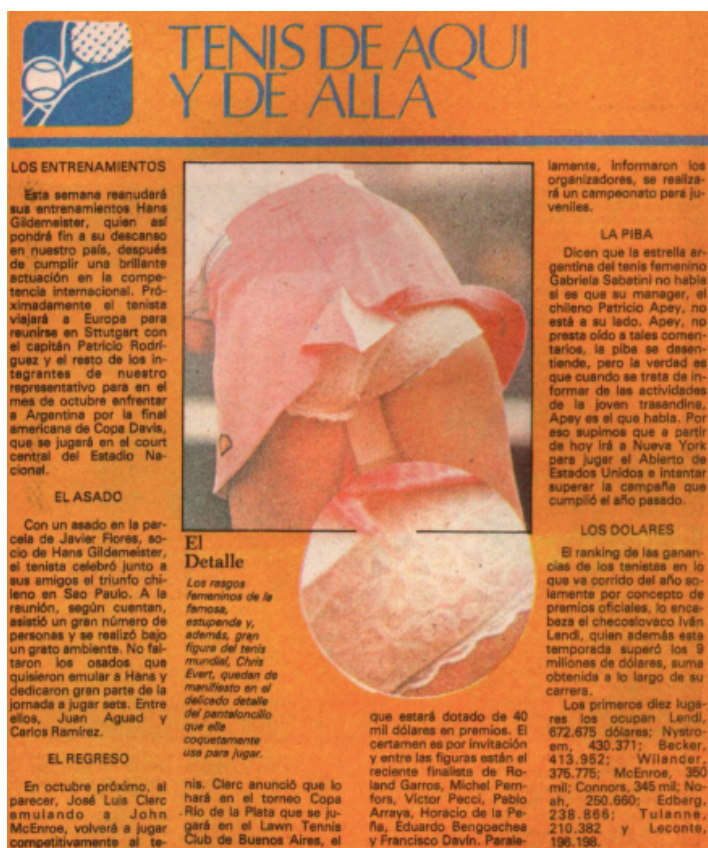 TENIS DE AQUI
Y DE ALLA
LOS ENTRENAMIENTOS
Esta semana reanudará
sus entrenamientos Hans
Gildemeister, quien así
pondrá fin a su descanso
en nuestro país, después
de cumplir una brillante
actuación en la compe-
tencia internacional. Pró-
ximadamente el tenista
viajará a Europa para
reunirse en Sttutgart con
el capitán Patricio Rodrí-
guez y el resto de los in-
tegrantes de nuestro
representativo para en el
mes de octubre enfrentar
a Argentina por la final
americana de Copa Davis,
que se jugará en el court
central del Estadio Na-
cional.
EL ASADO
Con un asado en la par-
cela de Javier Flores, so-
cio de Hans Gildemeister,
el tenista celebró junto a
sus amigos el triunfo chi-
leno en Sao Paulo. A la
reunión, según cuentan,
asistió un gran número de
personas y se realizó bajo
un grato ambiente. No fal-
taron los osados que
quisieron emular a Hans y
dedicaron gran parte de la
jornada a jugar sets. Entre
ellos, Juan Aguad y
Carlos Ramírez.
EL REGRESO
En octubre próximo, al
parecer, José Luis Clerc
emulando a John
McEnroe, volverá a jugar
competitivamente al te-
El
Detalle
Los rasgos
femeninos de la
famosa,
estupenda y,
además, gran
figura del tenis
mundial, Chris
Evert, quedan de
manifiesto en el
delicado detalle
del pantaloncillo
que ella
coquetamente
usa para jugar.
nis. Clerc anunció que lo
hará en el torneo Copa
Río de la Plata que se ju-
gará en el Lawn Tennis
Club de Buenos Aires, el
que estará dotado de 40
mil dólares en premios. El
certamen es por invitación
y entre las figuras están el
reciente finalista de Ro-
land Garros, Michel Pern-
fors, Víctor Pecci, Pablo
Arraya, Horacio de la Pe-
ña, Eduardo Bengoechea
y Francisco Davín. Parale-
lamente, informaron los
organizadores, se realiza-
rá un campeonato para ju-
veniles.
LA PIBA
Dicen que la estrella ar-
gentina del tenis femenino
Gabriela Sabatini no habla
si es que su manager, el
chileno Patricio Apey, no
está a su lado. Apey, no
presta oído a tales comen-
tarios, la piba se desen-
tiende, pero la verdad es
que cuando se trata de in-
formar de las actividades
de la joven trasandina,
Apey es el que habla. Por
eso supimos que a partir
de hoy irá a Nueva York
para jugar el Abierto de
Estados Unidos e intentar
superar la campaña que
cumplió el año pasado.
LOS DOLARES
El ranking de las ganan-
cias de los tenistas en lo
que va corrido del año so-
lamente por concepto de
premios oficiales, lo enca-
beza el checoslovaco Iván
Lendl, quien además esta
temporada superó los 9
millones de dólares, suma
obtenida a lo largo de su
carrera.
Los primeros diez luga-
res los ocupan Lendl,
672.675 dólares; Nystro-
em, 430.371; Becker,
413.952; Wilander,
375.775; McEnroe, 350
mil; Connors, 345 mil; No-
ah, 250.660; Edberg,
238.866; Tulanne,
210.382 y Leconte,
196.198.